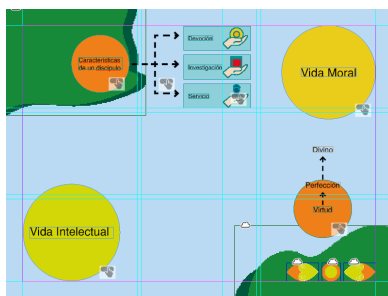 Devoción
Características
de un discípulo
Investigación
Servicio
Vida Moral
Divino
Perfección
Virtud
Vida Intelectual